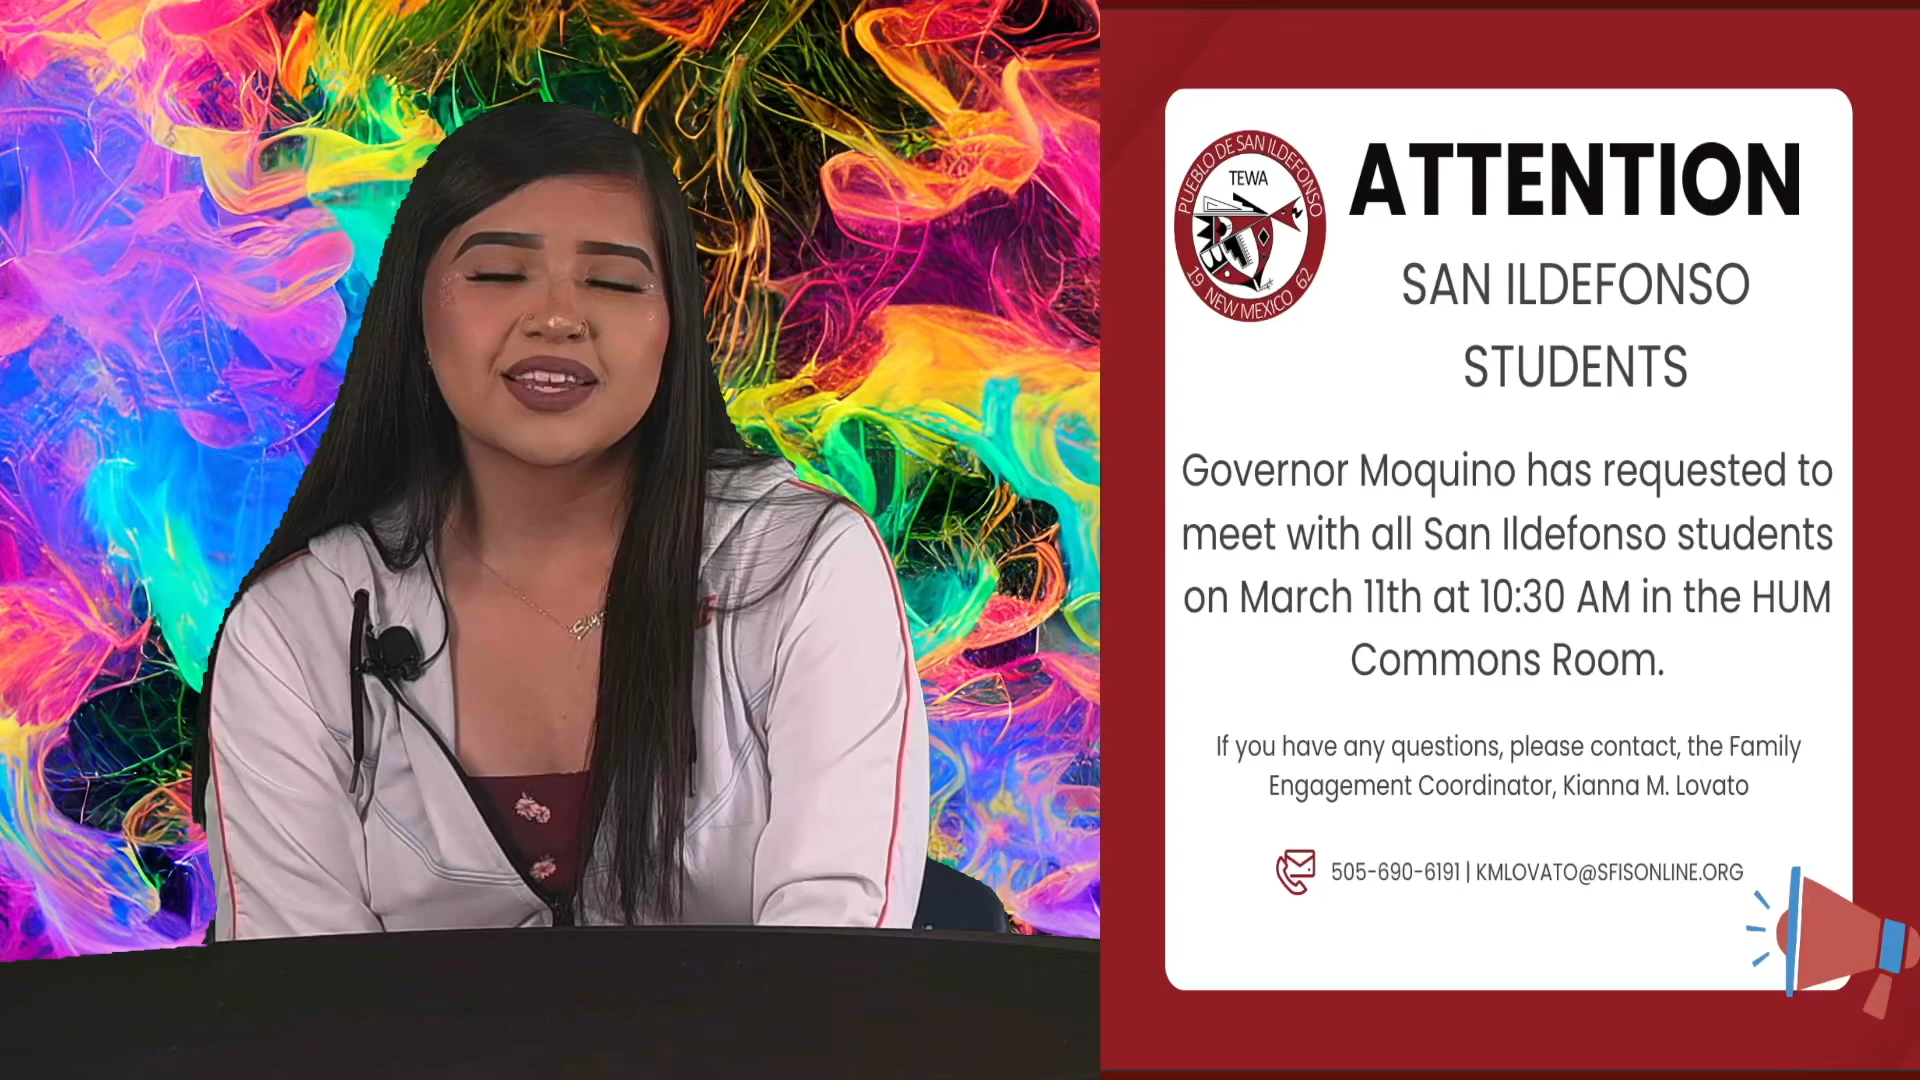 PUEBLO DE SAN ILDEFONSO
TEWA
19 NEW MEXICO 62
ATTENTION
SAN ILDEFONSO
STUDENTS
Governor Moquino has requested to
meet with all San Ildefonso students
on March 11th at 10:30 AM in the HUM
Commons Room.
If you have any questions, please contact, the Family
Engagement Coordinator, Kianna M. Lovato
505-690-6191 | KMLOVATO@SFISONLINE.ORG